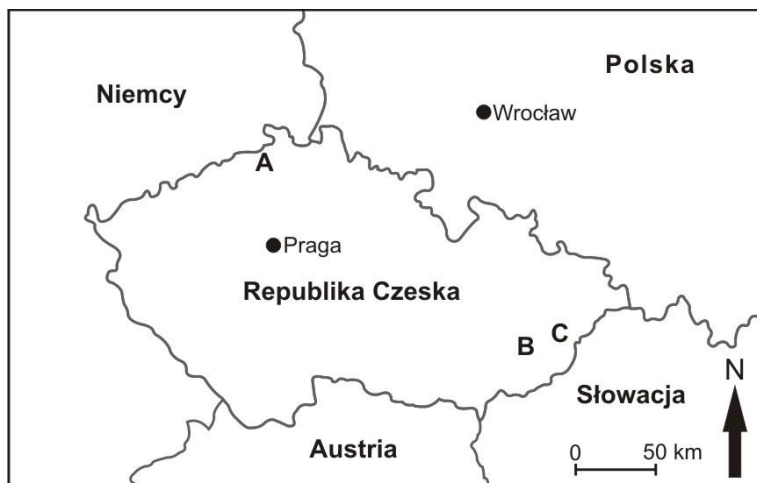 Polska
Niemcy
Wrocław
A
Praga
Republika Czeska
B
C
N
Słowacja
Austria
0
50 km